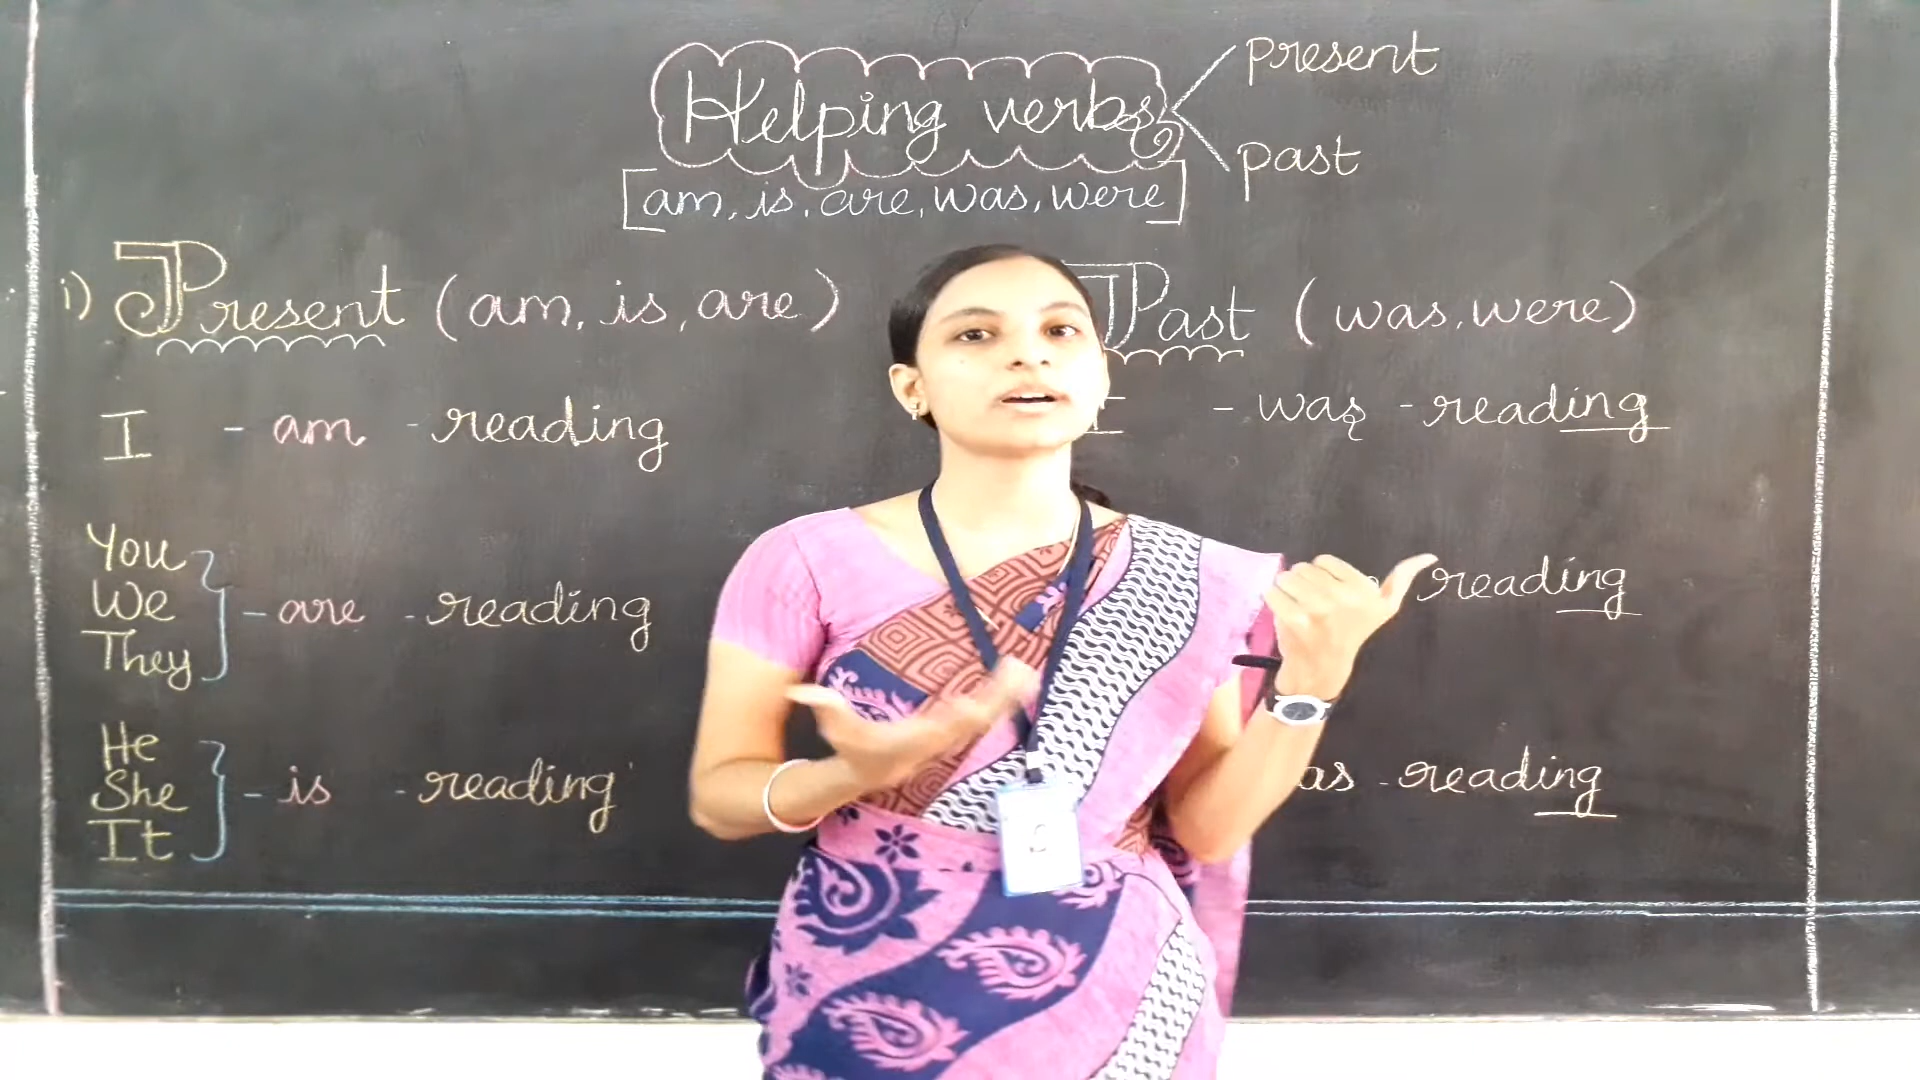 Helping verbs
present
past
[am, is, are, was, were]
i) Present (am, is, are)
I - am - reading
You
We
They
- are - reading
He
She
It
- is - reading
Past (was, were)
- was - reading
reading
reading